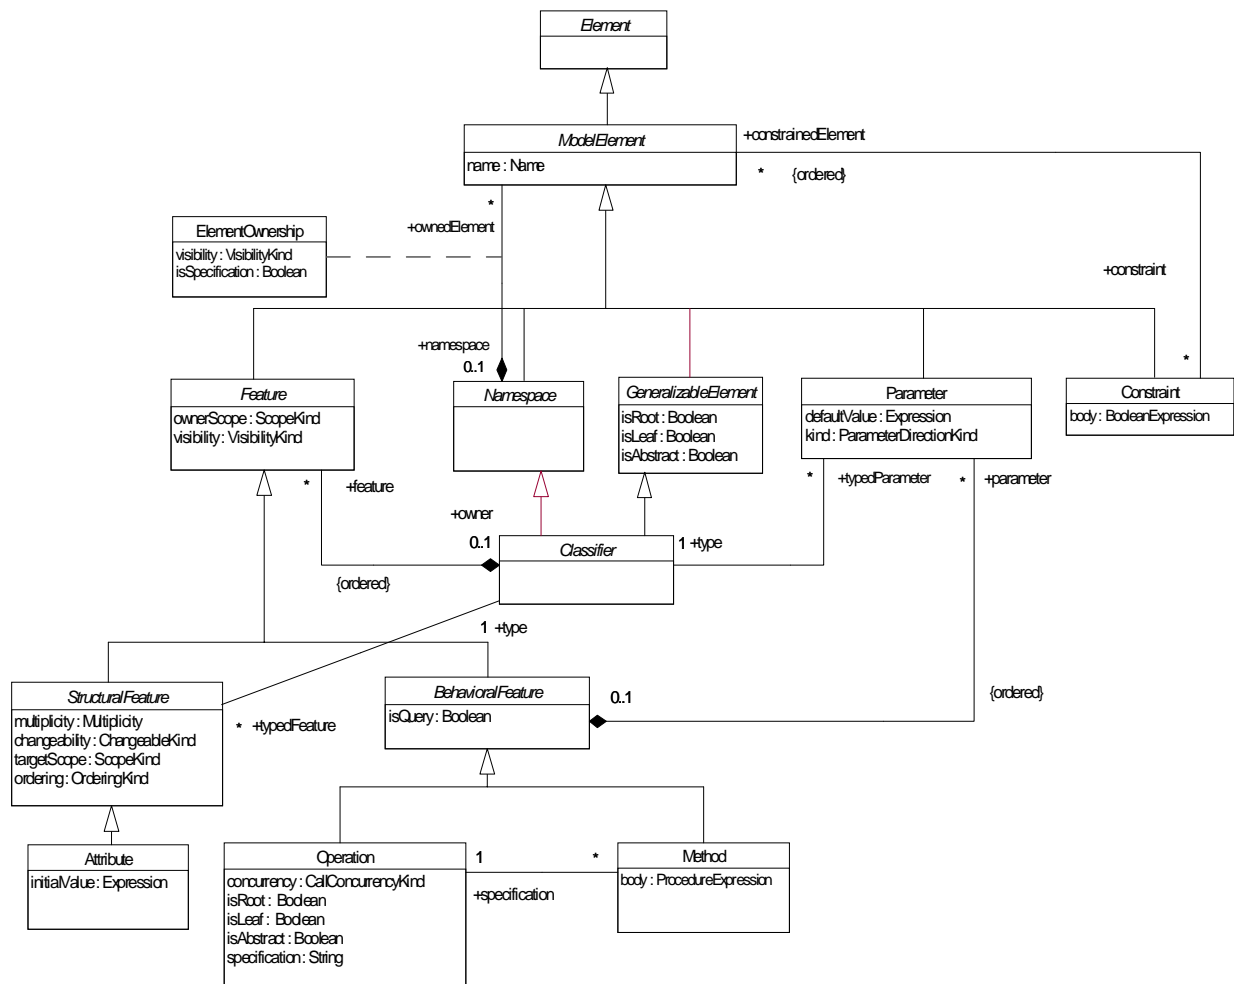 Element
ModelElement
name : Name
+constrainedElement
*
{ordered}
*
+ownedElement
ElementOwnership
visibility : VisibilityKind
isSpecification : Boolean
+constraint
*
+namespace
0..1
Feature
ownerScope : ScopeKind
visibility : VisibilityKind
Namespace
GeneralizableElement
isRoot : Boolean
isLeaf : Boolean
isAbstract : Boolean
Parameter
defaultValue : Expression
kind : ParameterDirectionKind
Constraint
body : BooleanExpression
*
+feature
*
+typedParameter
*
+parameter
+owner
0..1
{ordered}
Classifier
1 +type
1 +type
StructuralFeature
multiplicity : Multiplicity
changeability : ChangeableKind
targetScope : ScopeKind
ordering : OrderingKind
* +typedFeature
BehavioralFeature
isQuery : Boolean
0..1
{ordered}
Attribute
initialValue : Expression
Operation
concurrency : CallConcurrencyKind
isRoot : Boolean
isLeaf : Boolean
isAbstract : Boolean
specification : String
1
*
+specification
Method
body : ProcedureExpression